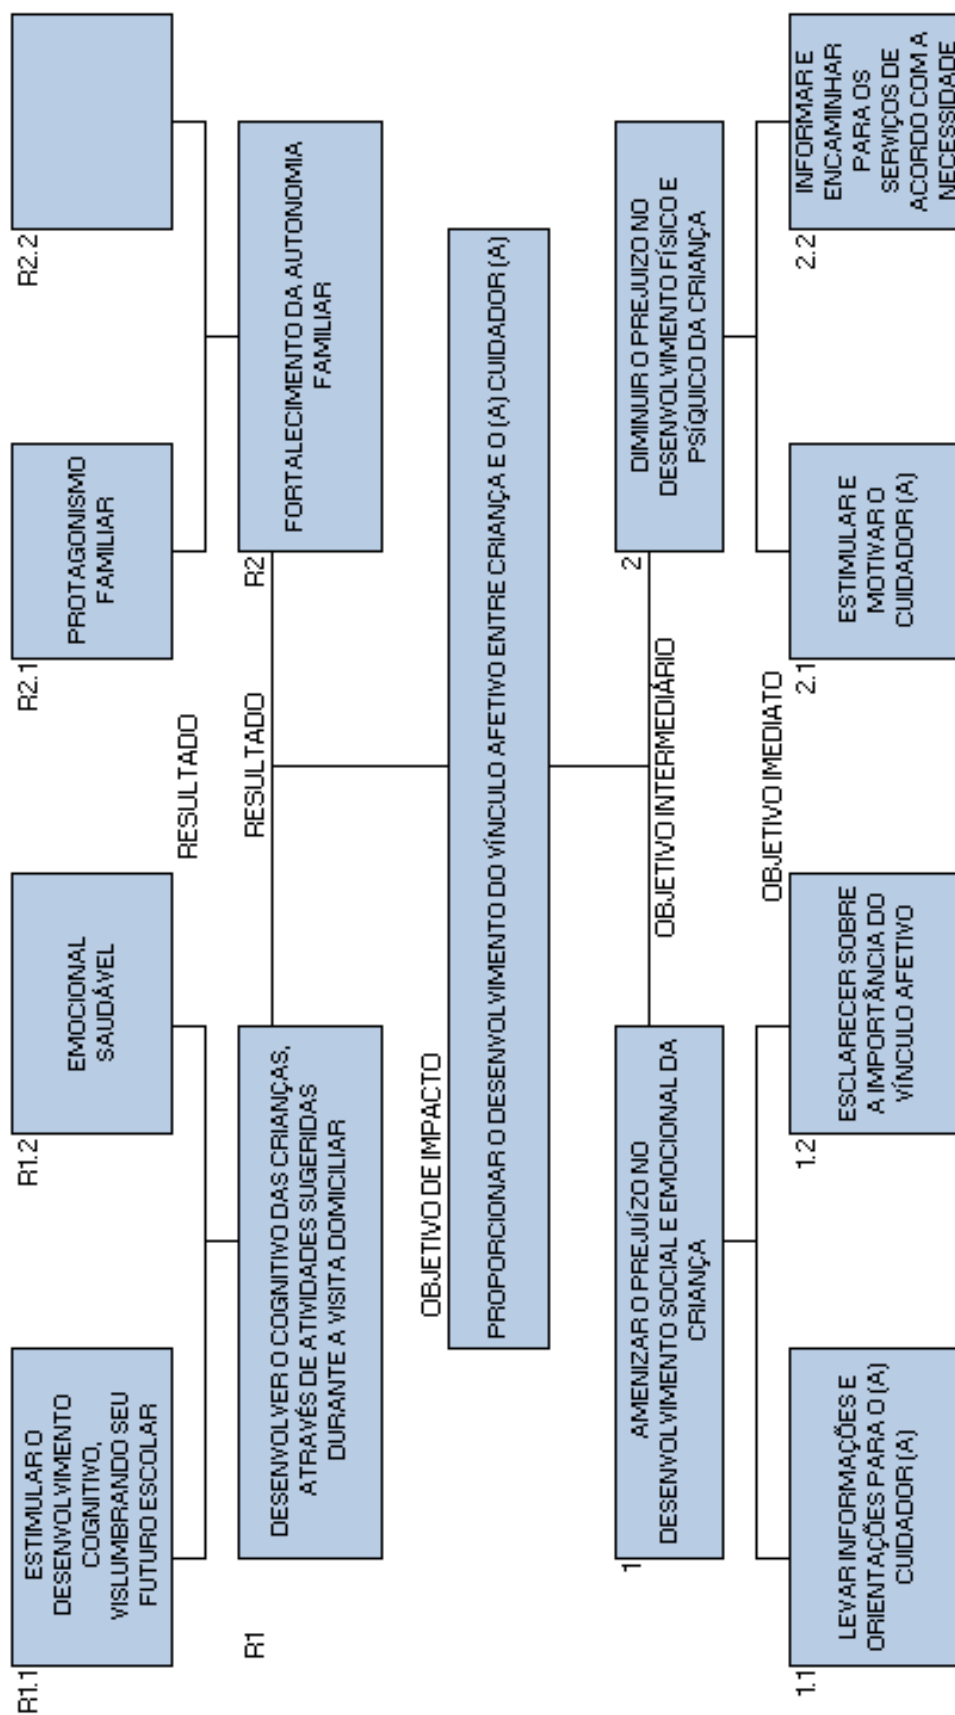 R1.1
ESTIMULAR O
DESENVOLVIMENTO
COGNITIVO,
VISLUMBRANDO SEU
FUTURO ESCOLAR
R1.2
EMOCIONAL
SAUDÁVEL
R2.1
PROTAGONISMO
FAMILIAR
R2.2
RESULTADO
R1
DESENVOLVER O COGNITIVO DAS CRIANÇAS,
ATRAVÉS DE ATIVIDADES SUGERIDAS
DURANTE A VISITA DOMICILIAR
RESULTADO
R2
FORTALECIMENTO DA AUTONOMIA
FAMILIAR
OBJETIVO DE IMPACTO
PROPORCIONAR O DESENVOLVIMENTO DO VÍNCULO AFETIVO ENTRE CRIANÇA E O (A) CUIDADOR (A)
1
AMENIZAR O PREJUÍZO NO
DESENVOLVIMENTO SOCIAL E EMOCIONAL DA
CRIANÇA
OBJETIVO INTERMEDIÁRIO
2
DIMINUIR O PREJUIZO NO
DESENVOLVIMENTO FÍSICO E
PSÍQUICO DA CRIANÇA
OBJETIVO IMEDIATO
1.1
LEVAR INFORMAÇÕES E
ORIENTAÇÕES PARA O (A)
CUIDADOR (A)
1.2
ESCLARECER SOBRE
A IMPORTÂNCIA DO
VÍNCULO AFETIVO
2.1
ESTIMULAR E
MOTIVAR O
CUIDADOR (A)
2.2
INFORMAR E
ENCAMINHAR
PARA OS
SERVIÇOS DE
ACORDO COM A
NECESSIDADE